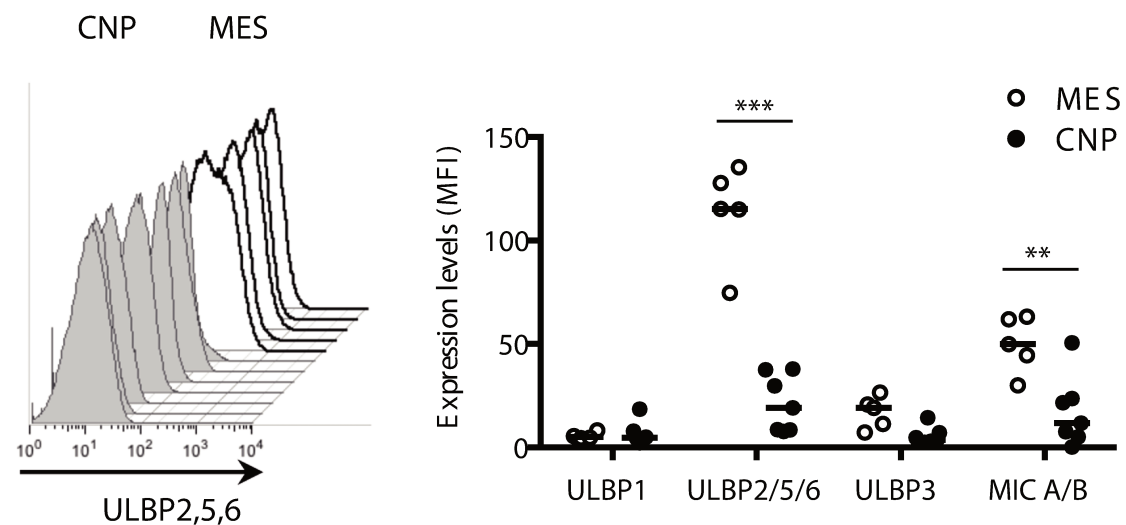 CNP MES
10⁰ 10¹ 10² 10³ 10⁴
ULBP2,5,6
Expression levels (MFI)
150
100
50
0
***
**
MES
CNP
ULBP1 ULBP2/5/6 ULBP3 MIC A/B